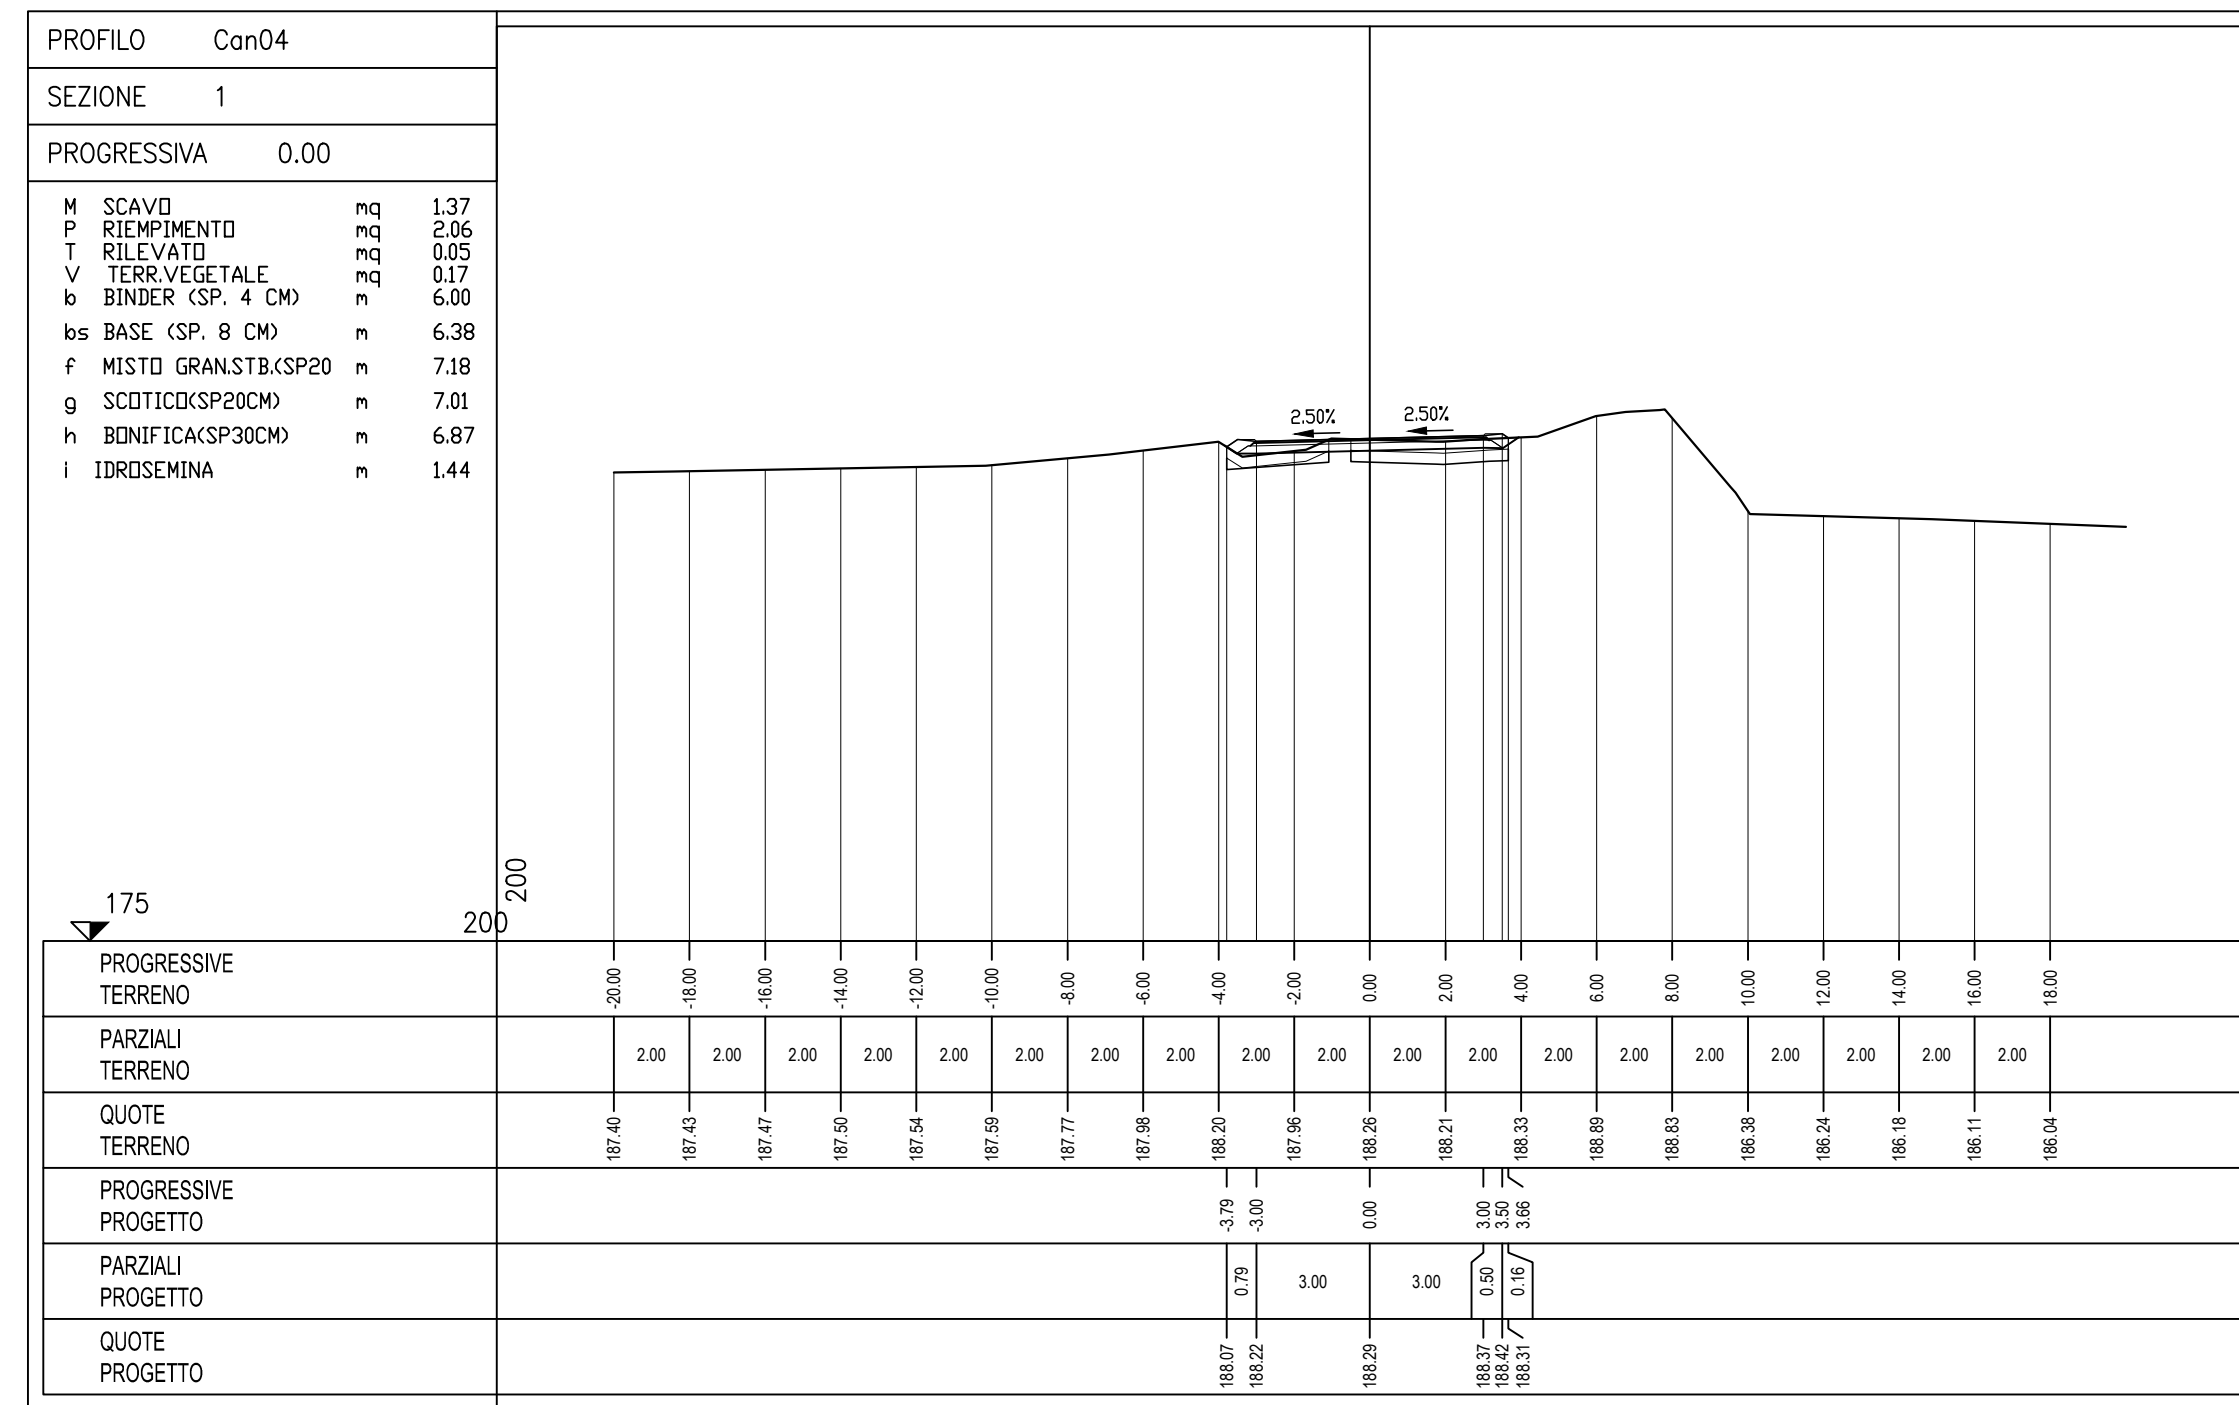 PROFILO Can04
SEZIONE 1
PROGRESSIVA 0.00
M SCAVO mq 1.37
P RIEMPIMENTO mq 2.06
T RILEVATO mq 0.05
V TERR.VEGETALE mq 0.17
b BINDER (SP. 4 CM) m 6.00
bs BASE (SP. 8 CM) m 6.38
f MISTO GRAN.STB.(SP20 m 7.18
g SCOTICO(SP20CM) m 7.01
h BONIFICA(SP30CM) m 6.87
i IDROSEMINA m 1.44
2.50% 2.50%
175
200
200
PROGRESSIVE
TERRENO
-20.00 -18.00 -16.00 -14.00 -12.00 -10.00 -8.00 -6.00 -4.00 -2.00 0.00 2.00 4.00 6.00 8.00 10.00 12.00 14.00 16.00 18.00
PARZIALI
TERRENO
2.00 2.00 2.00 2.00 2.00 2.00 2.00 2.00 2.00 2.00 2.00 2.00 2.00 2.00 2.00 2.00 2.00 2.00 2.00
QUOTE
TERRENO
187.40 187.43 187.47 187.50 187.54 187.59 187.77 187.98 188.20 187.96 188.26 188.21 188.33 188.89 188.83 186.38 186.24 186.18 186.11 186.04
PROGRESSIVE
PROGETTO
-3.79 -3.00 0.00 3.00 3.50 3.66
PARZIALI
PROGETTO
0.79 3.00 3.00 0.50 0.16
QUOTE
PROGETTO
188.07 188.22 188.29 188.37 188.42 188.31